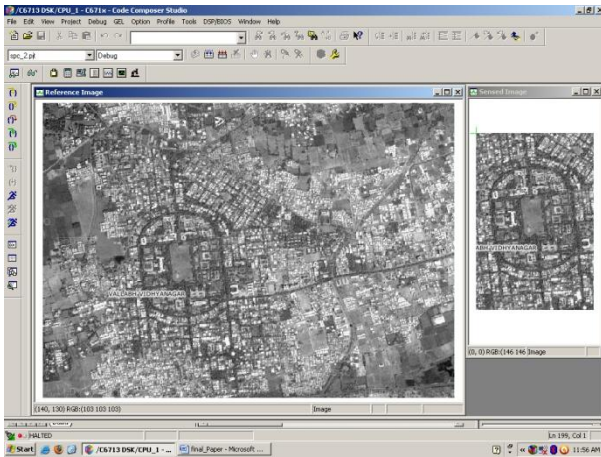 /C6713 DSK/CPU_1 - C671x - Code Composer Studio
File Edit View Project Debug GEL Option Profile Tools DSP/BIOS Window Help
spc_2.pjt Debug
Reference Image
Sensed Image
VALLABH VIDHYANAGAR
ABH VIDHYANAGAR
(0, 0) RGB:(146 146 Image
(140, 130) RGB:(103 103 103) Image
HALTED Ln 199, Col 1
Start /C6713 DSK/CPU_1 - ... final_Paper - Microsoft ... 11:56 AM